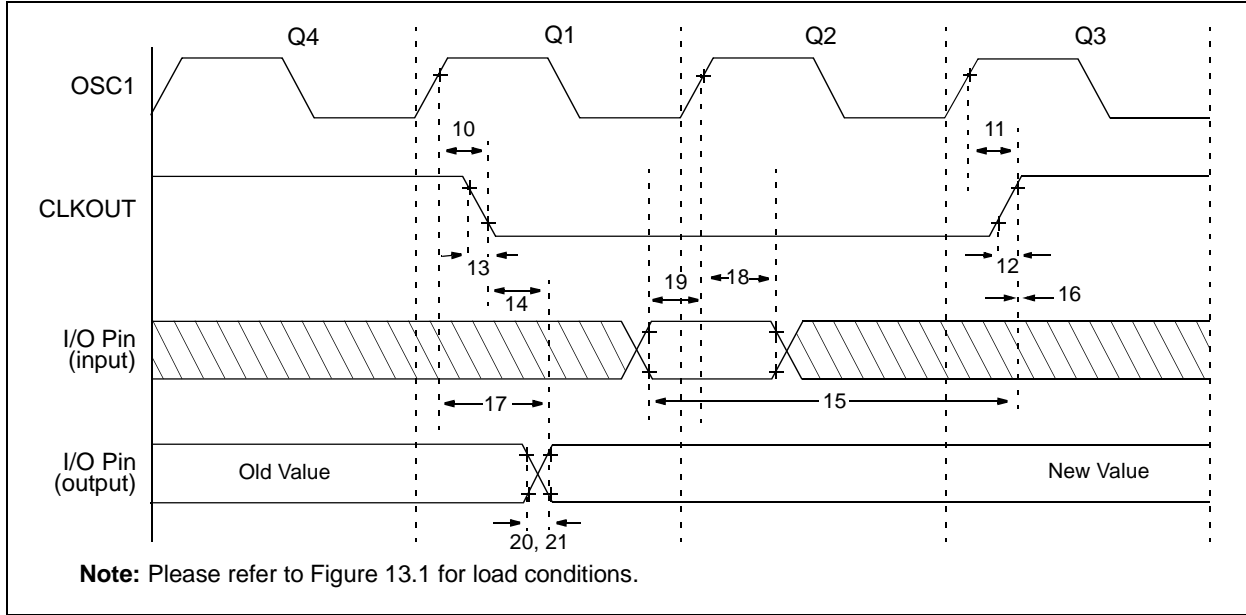 Q4 Q1 Q2 Q3
OSC1
10 11
CLKOUT
13 19 18 12
14 16
I/O Pin
(input)
17 15
I/O Pin
(output)
Old Value New Value
20, 21
Note: Please refer to Figure 13.1 for load conditions.